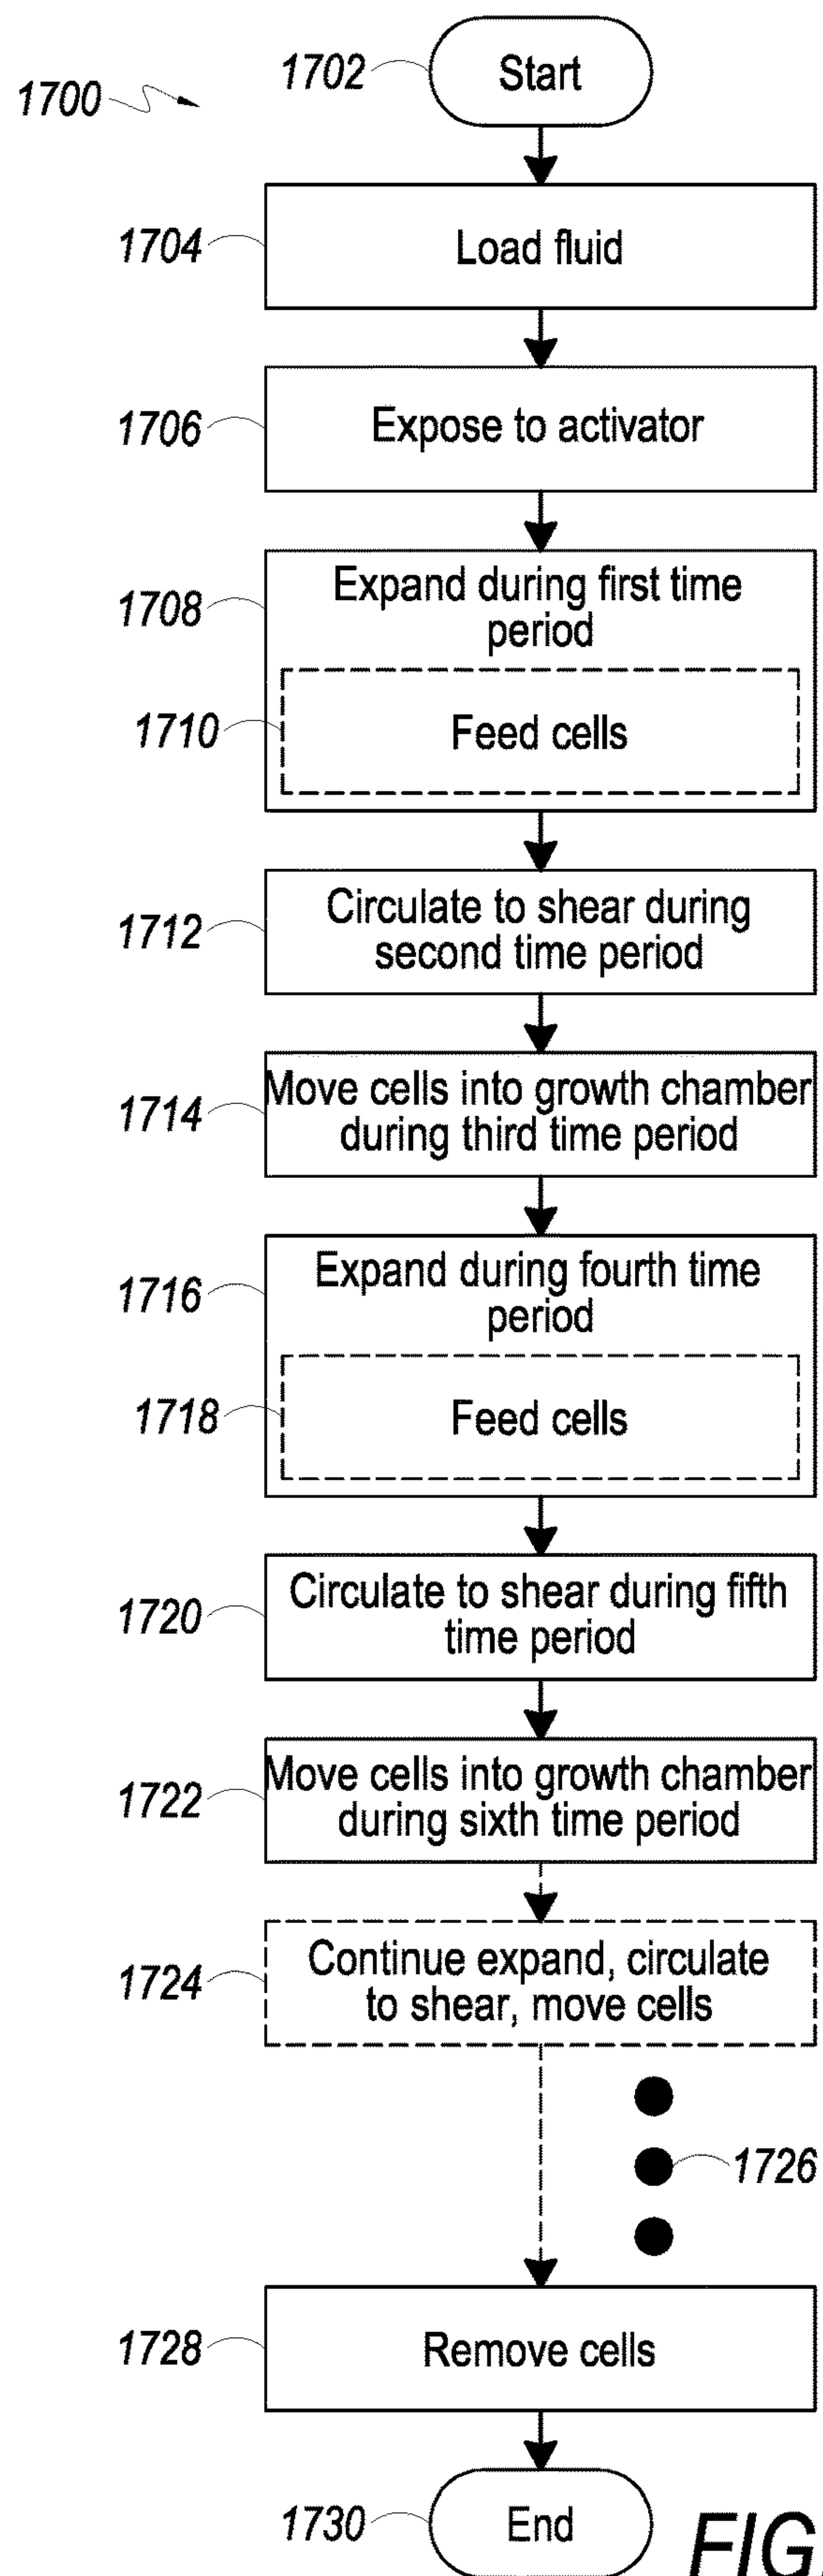 1702
Start
1700
1704
Load fluid
1706
Expose to activator
1708
Expand during first time
period
1710
Feed cells
1712
Circulate to shear during
second time period
1714
Move cells into growth chamber
during third time period
1716
Expand during fourth time
period
1718
Feed cells
1720
Circulate to shear during fifth
time period
1722
Move cells into growth chamber
during sixth time period
1724
Continue expand, circulate
to shear, move cells
1726
1728
Remove cells
1730
End
FIG.